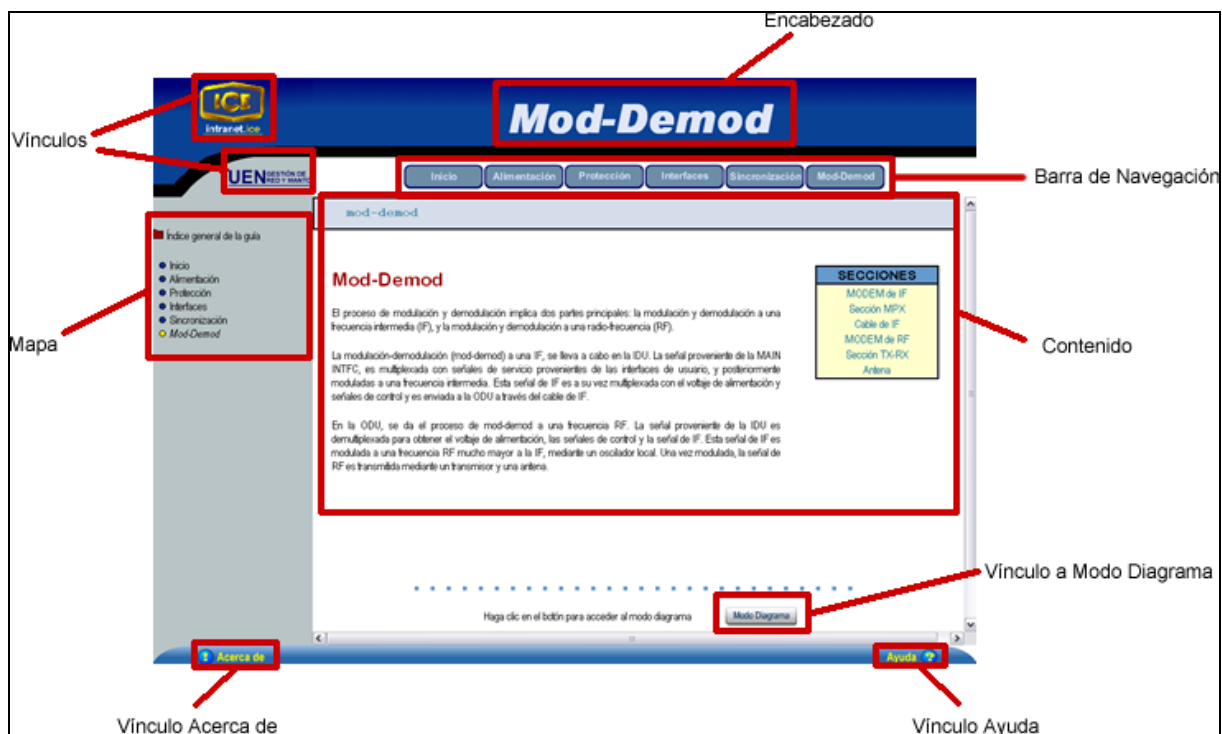 Encabezado
ICE
intranet.ice
Mod-Demod
Vínculos
UEN GESTIÓN DE
RED Y MANTO
Inicio Alimentación Protección Interfaces Sincronización Mod-Demod
Barra de Navegación
mod-demod
Índice general de la guía
Inicio
Alimentación
Protección
Interfaces
Sincronización
Mod-Demod
Mapa
Mod-Demod
El proceso de modulación y demodulación implica dos partes principales: la modulación y demodulación a una
frecuencia intermedia (IF), y la modulación y demodulación a una radio-frecuencia (RF).
La modulación-demodulación (mod-demod) a una IF, se lleva a cabo en la IDU. La señal proveniente de la MAIN
INTFC, es multiplexada con señales de servicio provenientes de las interfaces de usuario, y posteriormente
moduladas a una frecuencia intermedia. Esta señal de IF es a su vez multiplexada con el voltaje de alimentación y
señales de control y es enviada a la ODU a través del cable de IF.
En la ODU, se da el proceso de mod-demod a una frecuencia RF. La señal proveniente de la IDU es
demultiplexada para obtener el voltaje de alimentación, las señales de control y la señal de IF. Esta señal de IF es
modulada a una frecuencia RF mucho mayor a la IF, mediante un oscilador local. Una vez modulada, la señal de
RF es transmitida mediante un transmisor y una antena.
SECCIONES
MODEM de IF
Sección MPX
Cable de IF
MODEM de RF
Sección TX-RX
Antena
Contenido
Vínculo a Modo Diagrama
Haga clic en el botón para acceder al modo diagrama
Modo Diagrama
Acerca de
Ayuda ?
Vínculo Acerca de
Vínculo Ayuda